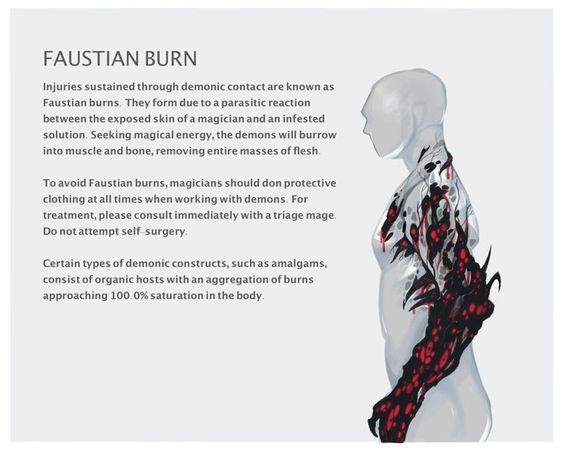 FAUSTIAN BURN
Injuries sustained through demonic contact are known as
Faustian burns. They form due to a parasitic reaction
between the exposed skin of a magician and an infested
solution. Seeking magical energy, the demons will burrow
into muscle and bone, removing entire masses of flesh.
To avoid Faustian burns, magicians should don protective
clothing at all times when working with demons. For
treatment, please consult immediately with a triage mage.
Do not attempt self-surgery.
Certain types of demonic constructs, such as amalgams,
consist of organic hosts with an aggregation of burns
approaching 100.0% saturation in the body.